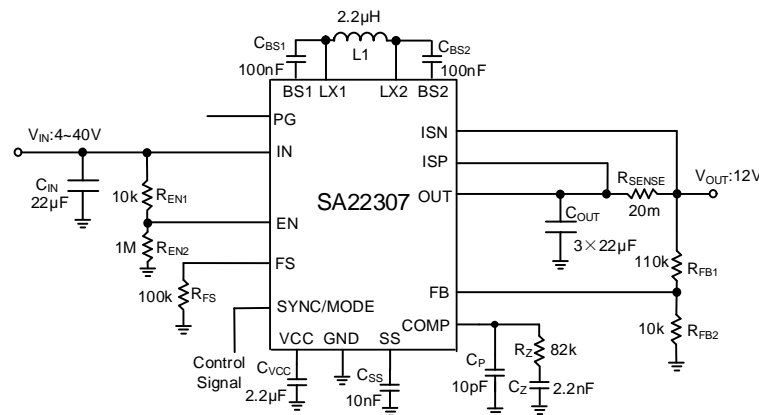 2.2µH
L1
CBS1
100nF
CBS2
100nF
BS1 LX1 LX2 BS2
PG
VIN:4~40V
IN
CIN
22µF
10k REN1
EN
1M REN2
FS
100k RFS
SYNC/MODE
Control
Signal
SA22307
ISN
ISP
OUT
RSENSE
20m
VOUT:12V
COUT
3×22µF
110k RFB1
FB
10k RFB2
COMP
VCC GND SS
CVCC
2.2µF
CSS
10nF
CP
10pF
RZ 82k
CZ 2.2nF